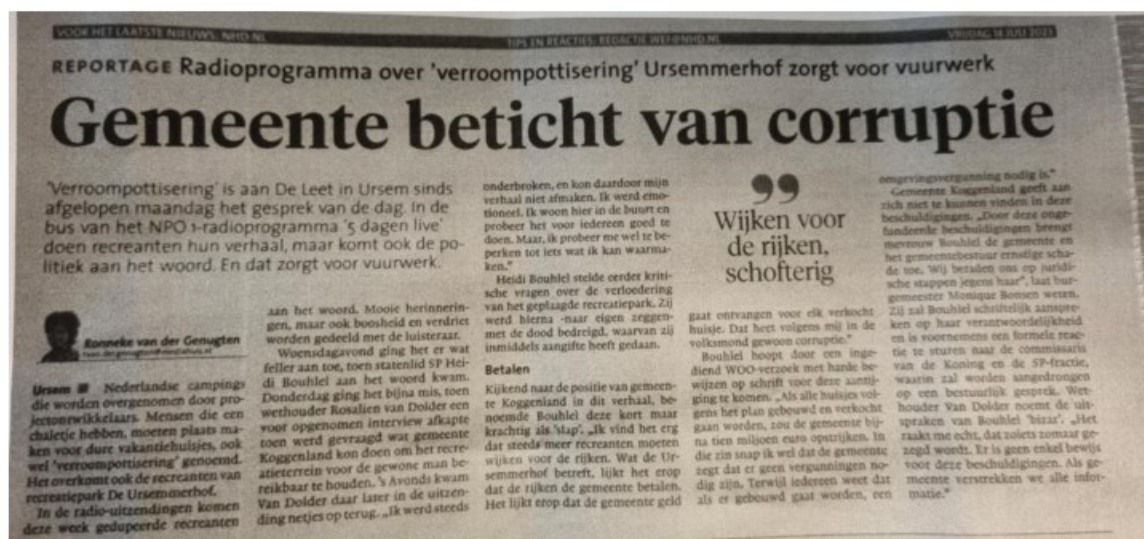 VOOR HET LAATSTE NIEUWS: NHD.NL
TIPS EN REACTIES: REDACTIE.WEF@NHD.NL
VRIJDAG 14 JULI 2023
REPORTAGE Radioprogramma over 'verroompottisering' Ursemmerhof zorgt voor vuurwerk
Gemeente beticht van corruptie
'Verroompottisering' is aan De Leet in Ursem sinds
afgelopen maandag het gesprek van de dag. In de
bus van het NPO 1-radioprogramma '5 dagen live'
doen recreanten hun verhaal, maar komt ook de po-
litiek aan het woord. En dat zorgt voor vuurwerk.
Ronneke van der Genugten
Ursem ■ Nederlandse campings
die worden overgenomen door pro-
jectontwikkelaars. Mensen die een
chaletje hebben, moeten plaats ma-
ken voor dure vakantiehuisjes, ook
wel 'verroompottisering' genoemd.
Het overkomt ook de recreanten van
recreatiepark De Ursemmerhof.
In de radio-uitzendingen komen
deze week gedupeerde recreanten
aan het woord. Mooie herinnerin-
gen, maar ook boosheid en verdriet
worden gedeeld met de luisteraar.
Woensdagavond ging het er wat
feller aan toe, toen statenlid SP Hei-
di Bouhlel aan het woord kwam.
Donderdag ging het bijna mis, toen
wethouder Rosalien van Dolder een
voor opgenomen interview afkapte
toen werd gevraagd wat gemeente
Koggenland kon doen om het recre-
atieterrein voor de gewone man be-
reikbaar te houden. 's Avonds kwam
Van Dolder daar later in de uitzen-
ding netjes op terug. „Ik werd steeds
onderbroken, en kon daardoor mijn
verhaal niet afmaken. Ik werd emo-
tioneel. Ik woon hier in de buurt en
probeer het voor iedereen goed te
doen. Maar, ik probeer me wel te be-
perken tot iets wat ik kan waarma-
ken."
Heidi Bouhlel stelde eerder kriti-
sche vragen over de verloedering
van het geplaagde recreatiepark. Zij
werd hierna -naar eigen zeggen-
met de dood bedreigd, waarvan zij
inmiddels aangifte heeft gedaan.
Betalen
Kijkend naar de positie van gemeen-
te Koggenland in dit verhaal, be-
noemde Bouhlel deze kort maar
krachtig als 'slap'. „Ik vind het erg
dat steeds meer recreanten moeten
wijken voor de rijken. Wat de Ur-
semmerhof betreft, lijkt het erop
dat de rijken de gemeente betalen.
Het lijkt erop dat de gemeente geld
”
Wijken voor
de rijken,
schofterig
gaat ontvangen voor elk verkocht
huisje. Dat heet volgens mij in de
volksmond gewoon corruptie."
Bouhlel hoopt door een inge-
diend WOO-verzoek met harde be-
wijzen op schrift voor deze aantij-
ging te komen. „Als alle huisjes vol-
gens het plan gebouwd en verkocht
gaan worden, zou de gemeente bij-
na tien miljoen euro opstrijken. In
die zin snap ik wel dat de gemeente
zegt dat er geen vergunningen no-
dig zijn. Terwijl iedereen weet dat
als er gebouwd gaat worden, een
omgevingsvergunning nodig is."
Gemeente Koggenland geeft aan
zich niet te kunnen vinden in deze
beschuldigingen. „Door deze onge-
fundeerde beschuldigingen brengt
mevrouw Bouhlel de gemeente en
het gemeentebestuur ernstige scha-
de toe. Wij beraden ons op juridi-
sche stappen jegens haar", laat bur-
gemeester Monique Bonsen weten.
Zij zal Bouhlel schriftelijk aanspre-
ken op haar verantwoordelijkheid
en is voornemens een formele reac-
tie te sturen naar de commissaris
van de Koning en de SP-fractie,
waarin zal worden aangedrongen
op een bestuurlijk gesprek. Wet-
houder Van Dolder noemt de uit-
spraken van Bouhlel 'bizar'. „Het
raakt me echt, dat zoiets zomaar ge-
zegd wordt. Er is geen enkel bewijs
voor deze beschuldigingen. Als ge-
meente verstrekken we alle infor-
matie."